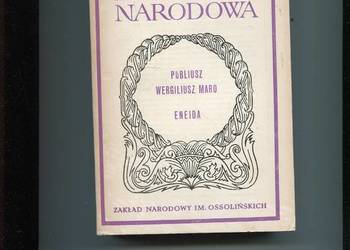 NARODOWA
PUBLIUSZ
WERGILIUSZ MARO
ENEIDA
ZAKŁAD NARODOWY IM. OSSOLIŃSKICH